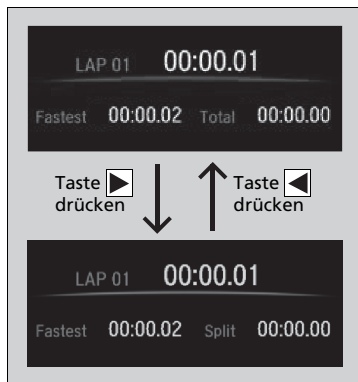 LAP 01 00:00.01
Fastest 00:00.02 Total 00:00.00
Taste ▶
drücken
Taste ◀
drücken
LAP 01 00:00.01
Fastest 00:00.02 Split 00:00.00